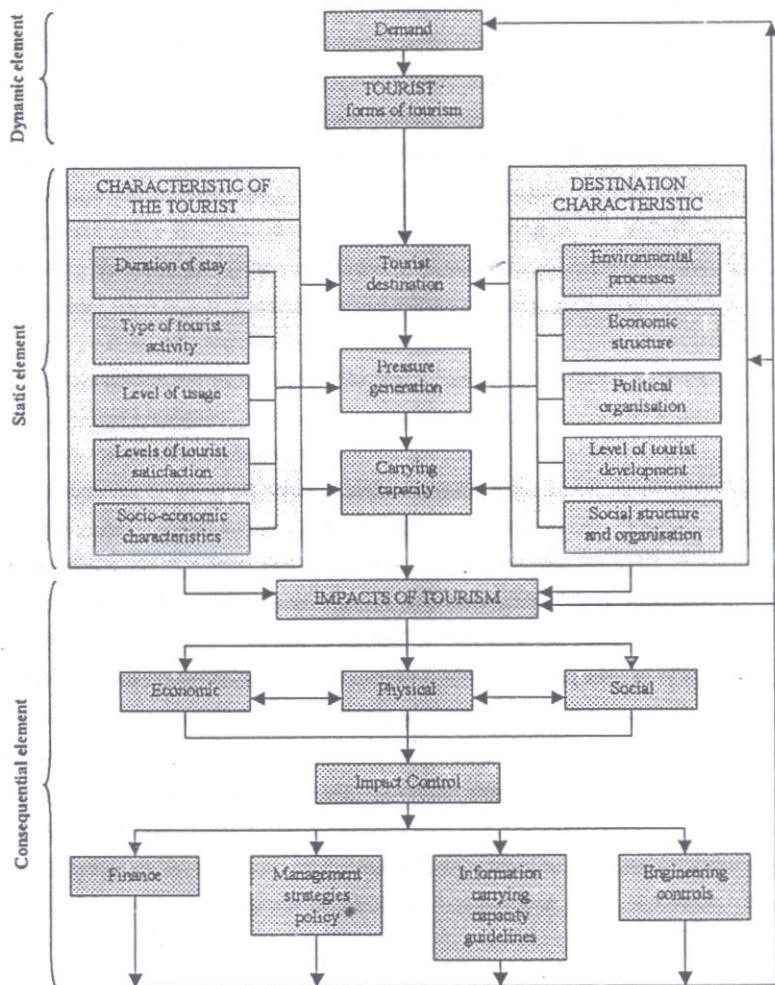 Dynamic element
Demand
TOURIST :
forms of tourism
Static element
CHARACTERISTIC OF
THE TOURIST
Duration of stay
Type of tourist
activity
Level of usage
Levels of tourist
satisfaction
Socio-economic
characteristics
Tourist
destination
Pressure
generation
Carrying
capacity
DESTINATION
CHARACTERISTIC
Environmental
processes
Economic
structure
Political
organisation
Level of tourist
development
Social structure
and organisation
Consequential element
IMPACTS OF TOURISM
Economic
Physical
Social
Impact Control
Finance
Management
strategies
policy
Information
carrying
capacity
guidelines
Engineering
controls